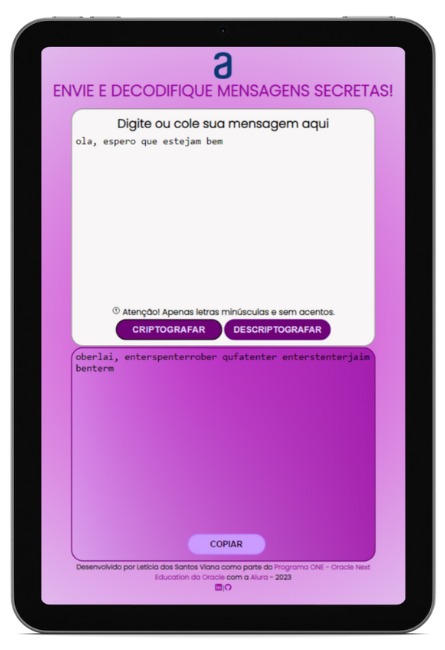 a
ENVIE E DECODIFIQUE MENSAGENS SECRETAS!
Digite ou cole sua mensagem aqui
ola, espero que estejam bem
Atenção! Apenas letras minúsculas e sem acentos.
CRIPTOGRAFAR DESCRIPTOGRAFAR
oberlai, enterspenterrober qufatenter enterstenterjaim
benterm
COPIAR
Desenvolvido por Letícia dos Santos Viana como parte do Programa ONE - Oracle Next
Education da Oracle com a Alura - 2023